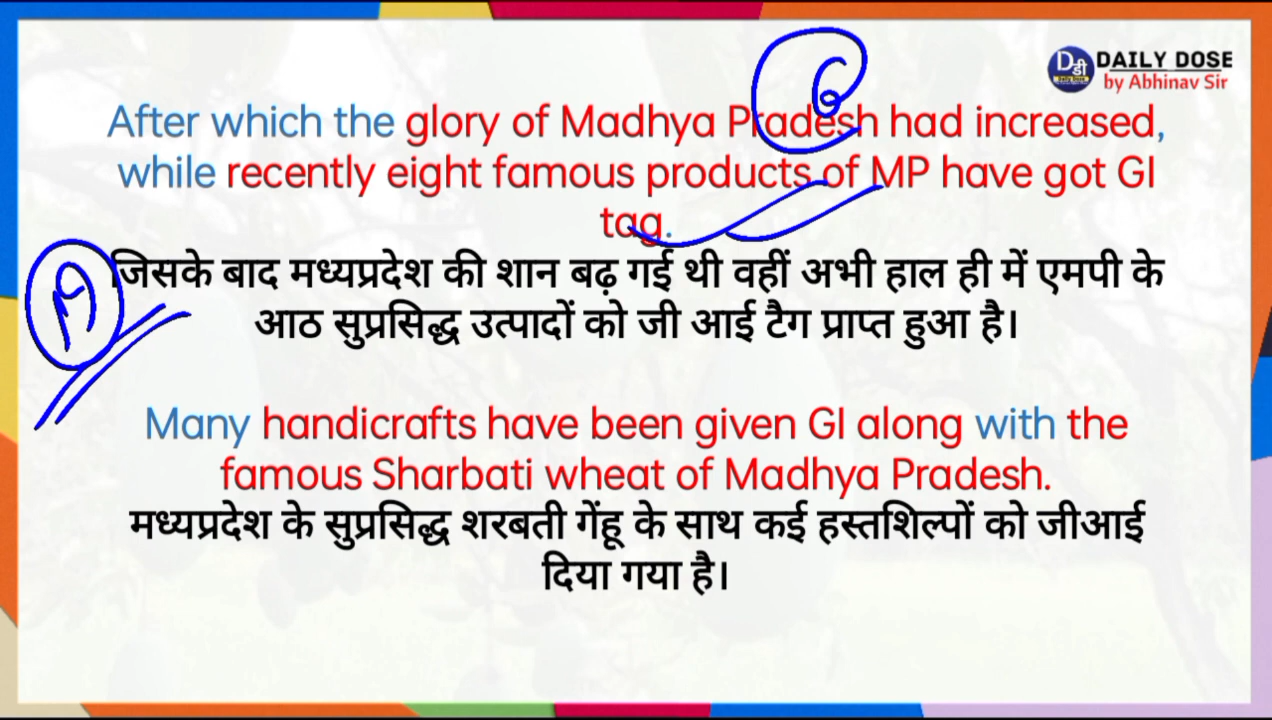 DAILY DOSE
by Abhinav Sir
After which the glory of Madhya Pradesh had increased,
while recently eight famous products of MP have got GI
tag.
जिसके बाद मध्यप्रदेश की शान बढ़ गई थी वहीं अभी हाल ही में एमपी के
आठ सुप्रसिद्ध उत्पादों को जी आई टैग प्राप्त हुआ है।
Many handicrafts have been given GI along with the
famous Sharbati wheat of Madhya Pradesh.
मध्यप्रदेश के सुप्रसिद्ध शरबती गेंहू के साथ कई हस्तशिल्पों को जीआई
दिया गया है।